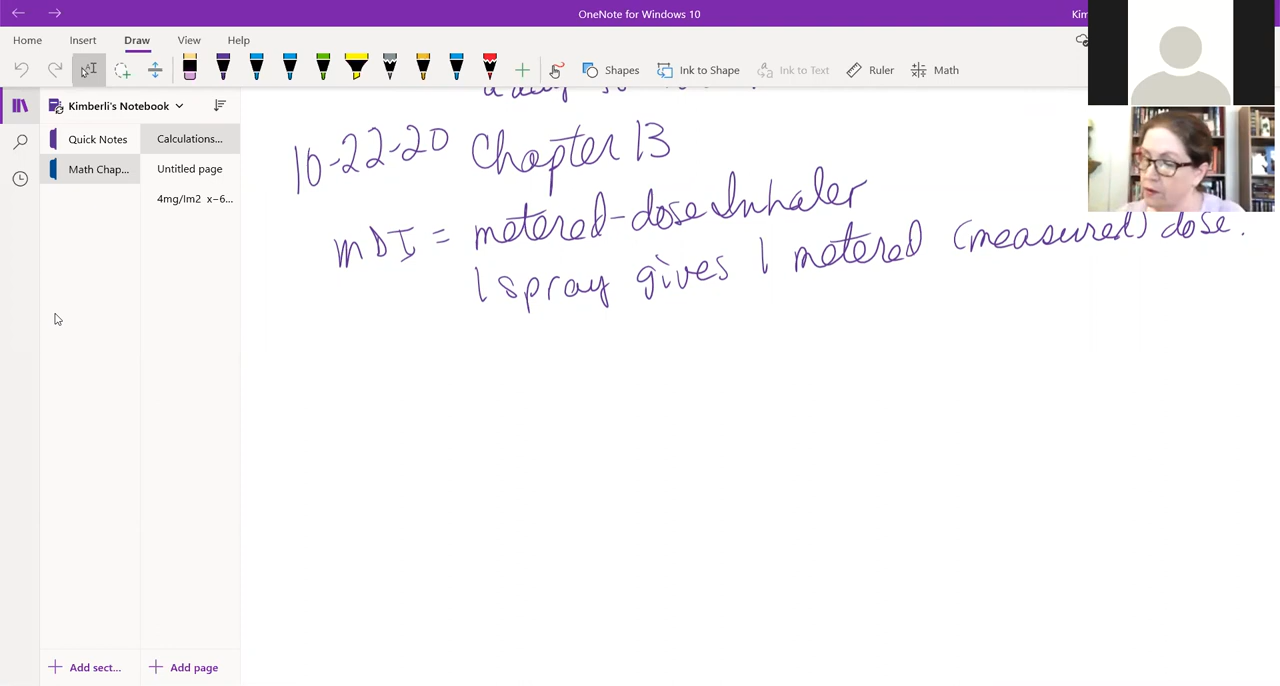 OneNote for Windows 10
Kim
Home Insert Draw View Help
Shapes Ink to Shape Ink to Text Ruler Math
Kimberli's Notebook
Quick Notes Calculations...
Math Chap... Untitled page
4mg/lm2 x-6...
10-22-20 Chapter 13
MDI = metered-dose Inhaler
1 spray gives 1 metered (measured) dose.
Add sect... Add page